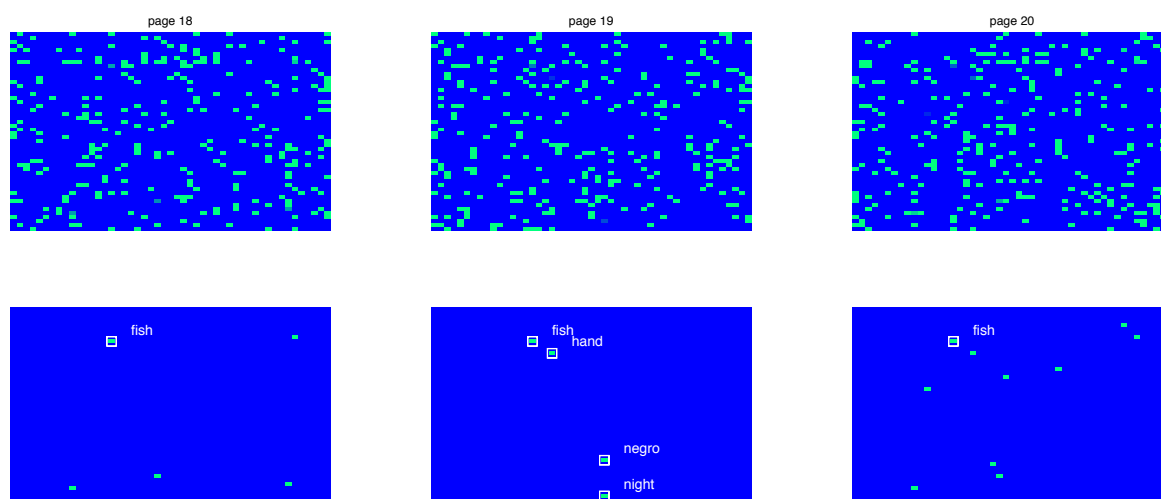 page 18
page 19
page 20
fish
fish
hand
negro
night
fish